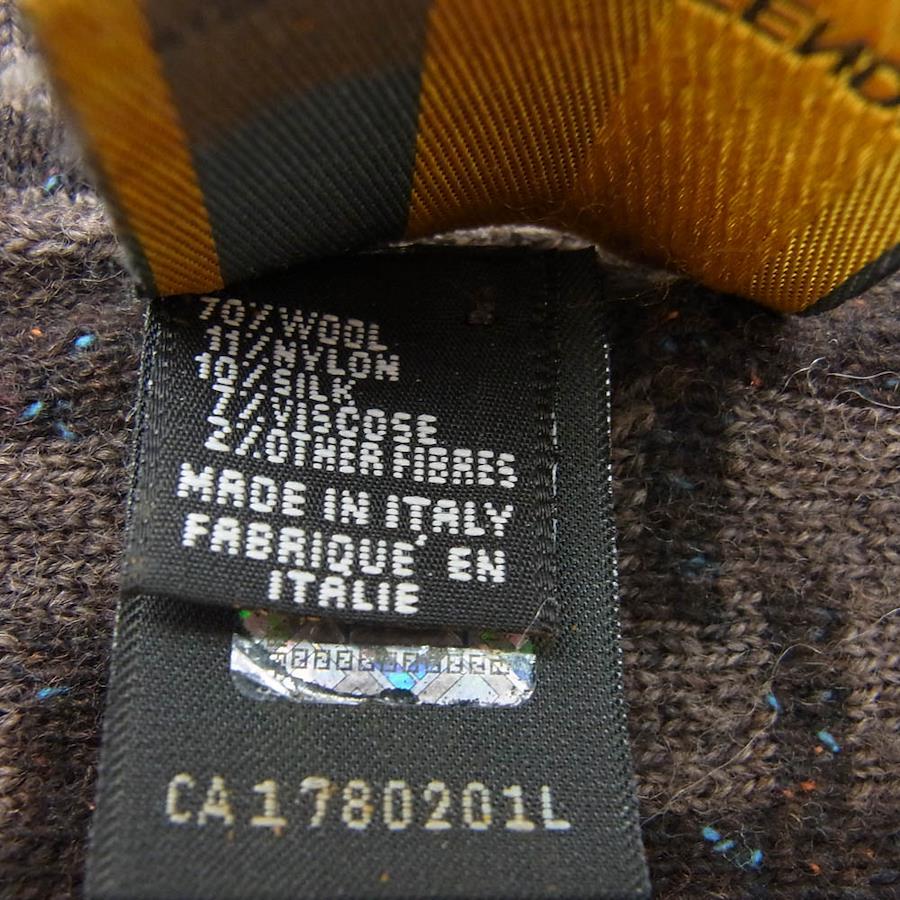 70% WOOL
11% NYLON
10% SILK
7% VISCOSE
2% OTHER FIBRES
MADE IN ITALY
FABRIQUE EN
ITALIE
CA1780201L